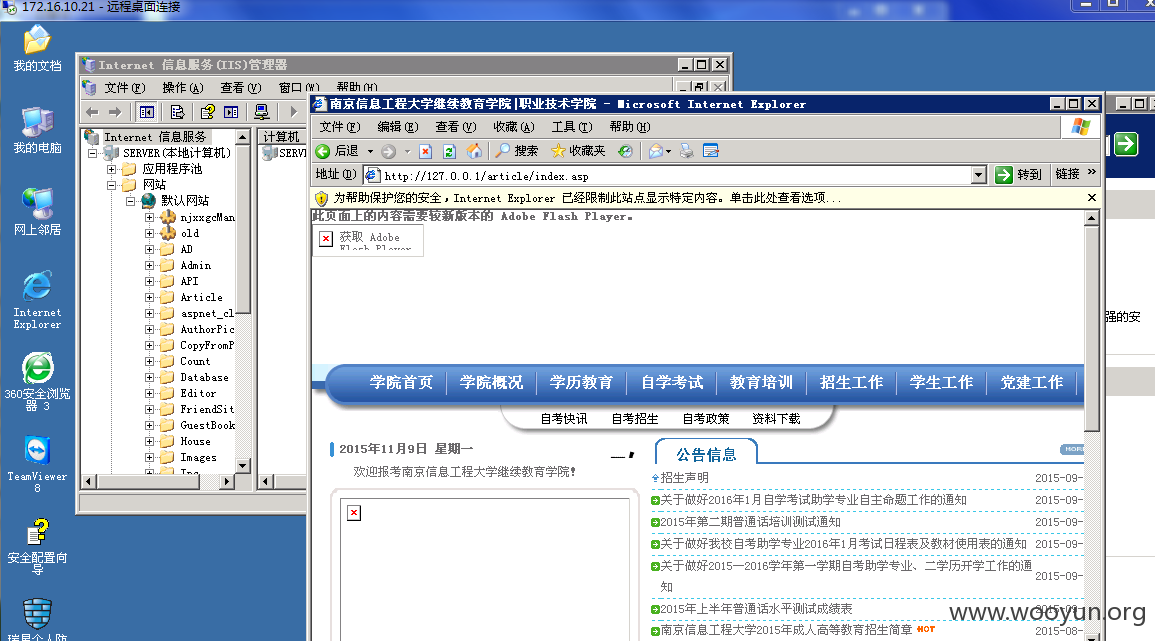 172.16.10.21 - 远程桌面连接
我的文档
我的电脑
网上邻居
Internet
Explorer
360安全浏览
器 3
TeamViewer
8
安全配置向
导
瑞星个人防
Internet 信息服务(IIS)管理器
文件(F) 操作(A) 查看(V) 窗口(W) 帮助(H)
Internet 信息服务
SERVER(本地计算机)
应用程序池
网站
默认网站
njxxgcMan
old
AD
Admin
API
Article
aspnet_cl
AuthorPic
CopyFromP
Count
Database
Editor
FriendSit
GuestBook
House
Images
计算机
SERV
南京信息工程大学继续教育学院|职业技术学院 - Microsoft Internet Explorer
文件(F) 编辑(E) 查看(V) 收藏(A) 工具(T) 帮助(H)
后退 搜索 收藏夹
地址(D) http://127.0.0.1/article/index.asp 转到 链接 »
为帮助保护您的安全，Internet Explorer 已经限制此站点显示特定内容。单击此处查看选项...
此页面上的内容需要较新版本的 Adobe Flash Player。
获取 Adobe
Flash Player
学院首页 学院概况 学历教育 自学考试 教育培训 招生工作 学生工作 党建工作
自考快讯 自考招生 自考政策 资料下载
2015年11月9日 星期一
欢迎报考南京信息工程大学继续教育学院!
公告信息
MOR
招生声明 2015-09-
关于做好2016年1月自学考试助学专业自主命题工作的通知 2015-09-
2015年第二期普通话培训测试通知 2015-09-
关于做好我校自考助学专业2016年1月考试日程表及教材使用表的通知 2015-09-
关于做好2015—2016学年第一学期自考助学专业、二学历开学工作的通
知 2015-09-
2015年上半年普通话水平测试成绩表
南京信息工程大学2015年成人高等教育招生简章 HOT 2015-08-
强的安
www.wooyun.org